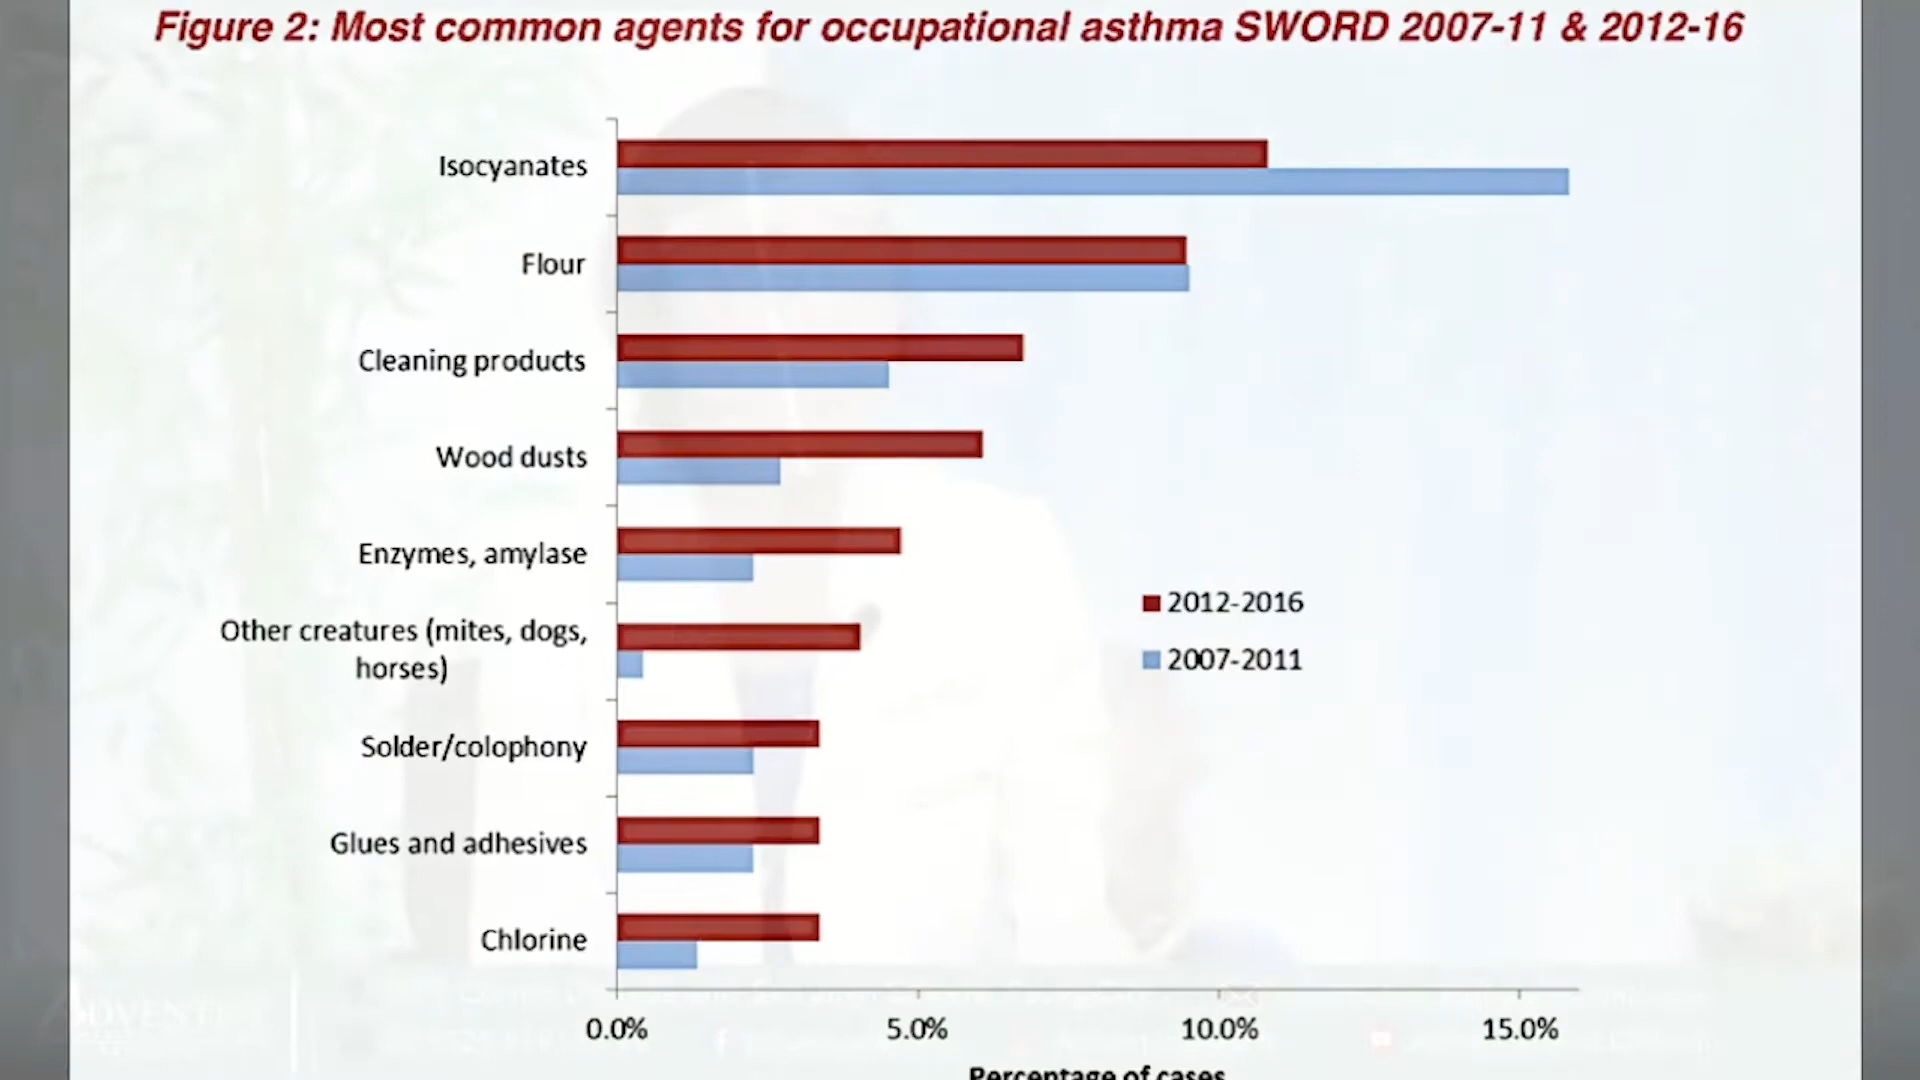 Figure 2: Most common agents for occupational asthma SWORD 2007-11 & 2012-16
Isocyanates
Flour
Cleaning products
Wood dusts
Enzymes, amylase
Other creatures (mites, dogs,
horses)
Solder/colophony
Glues and adhesives
Chlorine
2012-2016
2007-2011
0.0%
5.0%
10.0%
15.0%
Percentage of cases